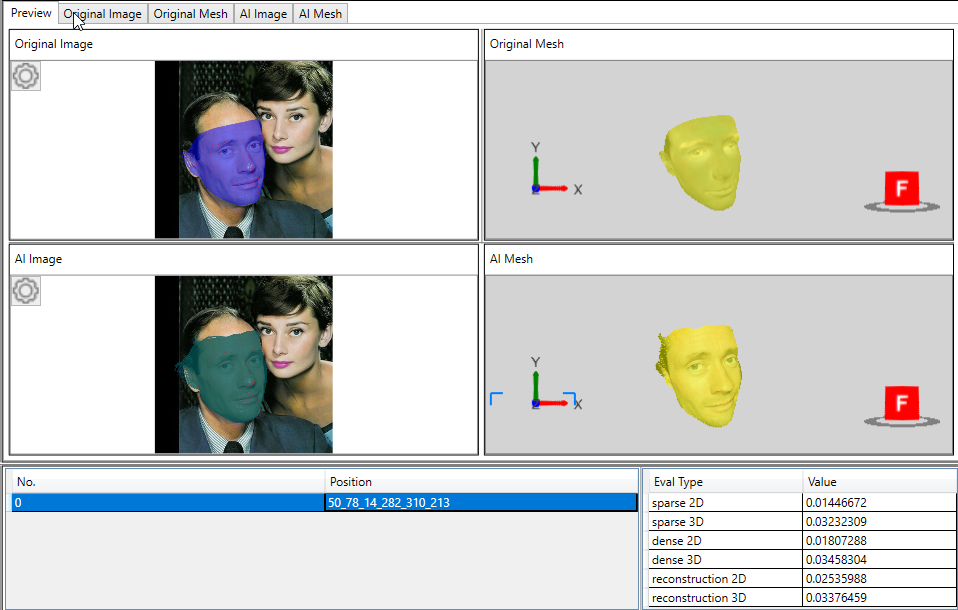 Preview Original Image Original Mesh AI Image AI Mesh
Original Image
Original Mesh
Y
X
Z
F
AI Image
AI Mesh
Y
X
Z
F
No. Position
0 50_78_14_282_310_213
Eval Type Value
sparse 2D 0.01446672
sparse 3D 0.03232309
dense 2D 0.01807288
dense 3D 0.03458304
reconstruction 2D 0.02535988
reconstruction 3D 0.03376459